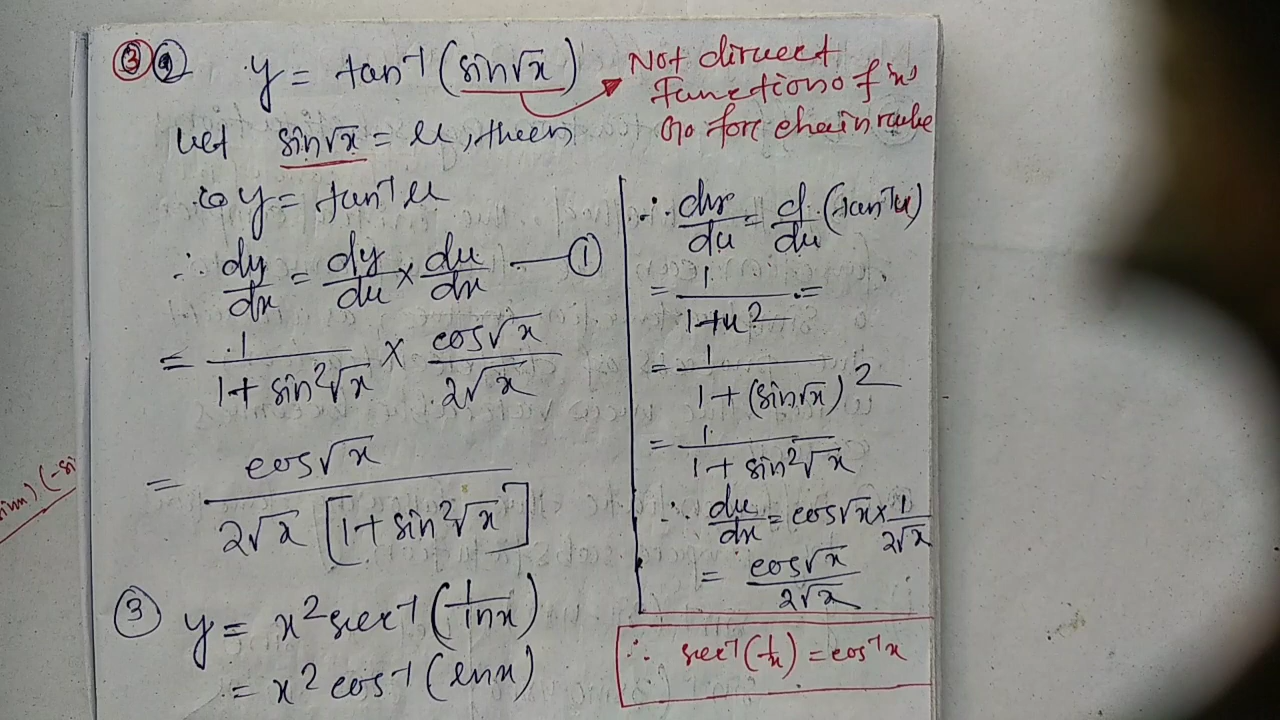 ③ ⓐ y = tan⁻¹ (sin√x)
Not direct
Function of 'x'
Go for chain rule
Let sin√x = u, then
∴ y = tan⁻¹ u
∴ dy/dx = dy/du × du/dx — ①
= 1/(1 + sin²√x) × cos√x/(2√x)
= cos√x/(2√x [1 + sin²√x])
③ y = x² sec⁻¹ (1/lnx)
= x² cos⁻¹ (lnx)
∴ dy/du = d/du (tan⁻¹u)
= 1/(1+u²) =
= 1/(1 + (sin√x)²)
= 1/(1 + sin²√x)
∴ du/dx = cos√x × 1/(2√x)
= cos√x/(2√x)
∴ sec⁻¹(1/x) = cos⁻¹x